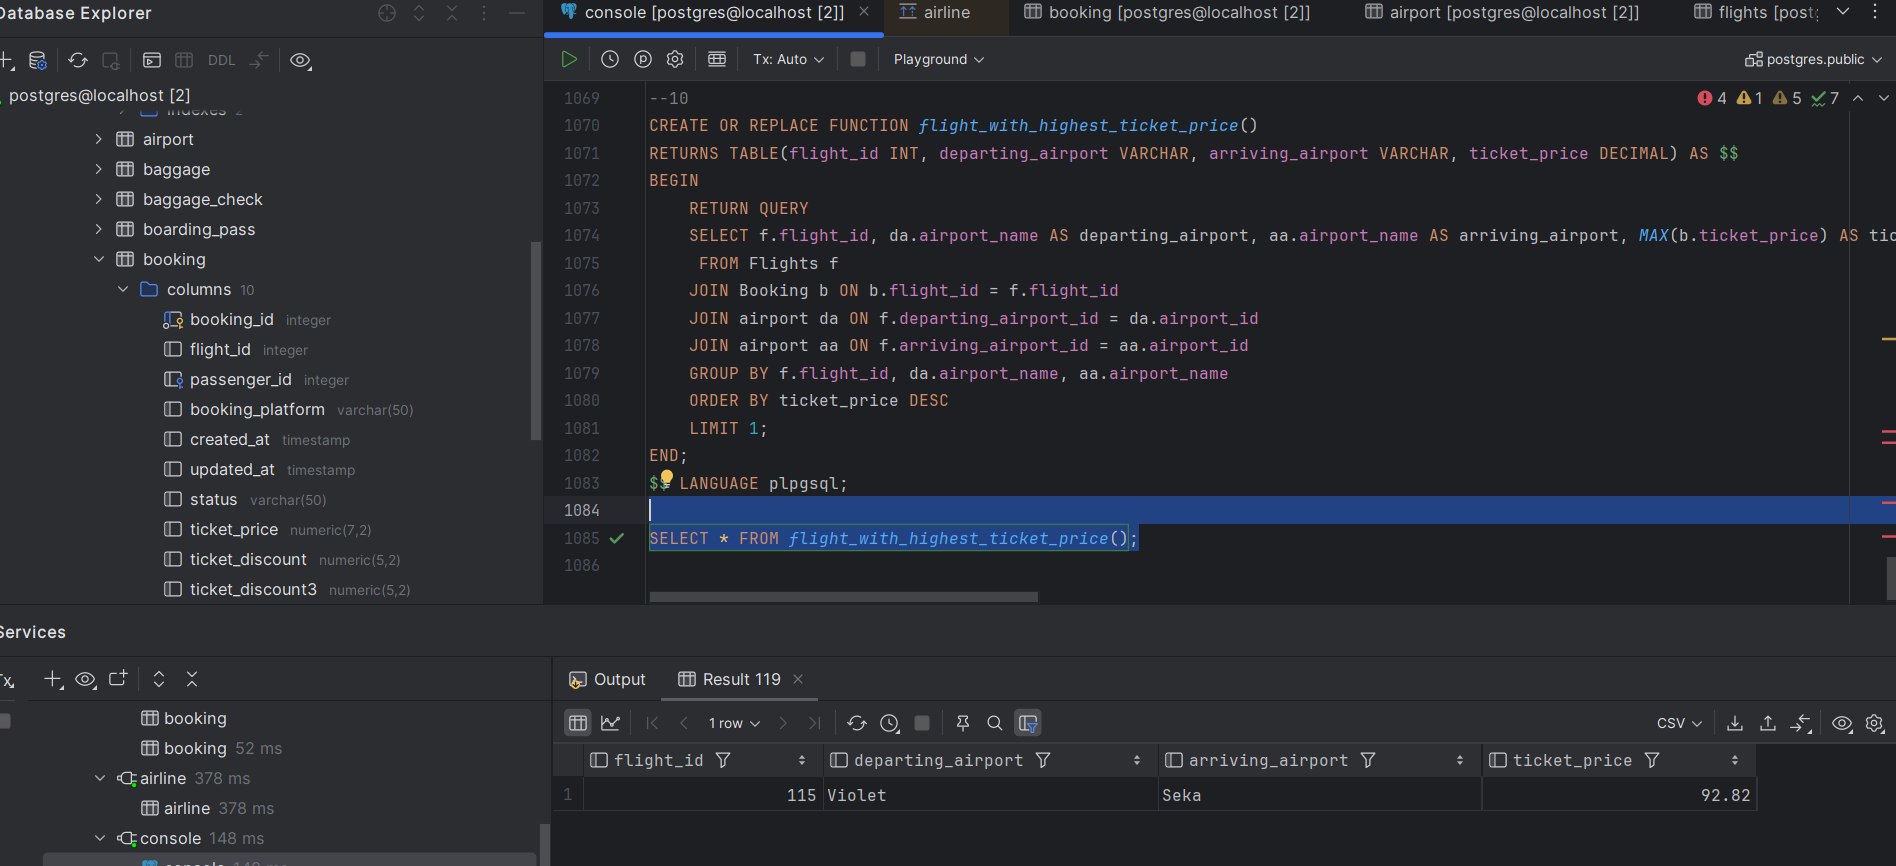 Database Explorer
DDL
postgres@localhost [2]
indexes 2
airport
baggage
baggage_check
boarding_pass
booking
columns 10
booking_id integer
flight_id integer
passenger_id integer
booking_platform varchar(50)
created_at timestamp
updated_at timestamp
status varchar(50)
ticket_price numeric(7,2)
ticket_discount numeric(5,2)
ticket_discount3 numeric(5,2)
console [postgres@localhost [2]]
airline
booking [postgres@localhost [2]]
airport [postgres@localhost [2]]
flights [post
Tx: Auto
Playground
postgres.public
4 1 5 7
1069 --10
1070 CREATE OR REPLACE FUNCTION flight_with_highest_ticket_price()
1071 RETURNS TABLE(flight_id INT, departing_airport VARCHAR, arriving_airport VARCHAR, ticket_price DECIMAL) AS $$
1072 BEGIN
1073 RETURN QUERY
1074 SELECT f.flight_id, da.airport_name AS departing_airport, aa.airport_name AS arriving_airport, MAX(b.ticket_price) AS tic
1075 FROM Flights f
1076 JOIN Booking b ON b.flight_id = f.flight_id
1077 JOIN airport da ON f.departing_airport_id = da.airport_id
1078 JOIN airport aa ON f.arriving_airport_id = aa.airport_id
1079 GROUP BY f.flight_id, da.airport_name, aa.airport_name
1080 ORDER BY ticket_price DESC
1081 LIMIT 1;
1082 END;
1083 $$ LANGUAGE plpgsql;
1084
1085 SELECT * FROM flight_with_highest_ticket_price();
1086
Services
Tx
booking
booking 52 ms
airline 378 ms
airline 378 ms
console 148 ms
console 148 ms
Output
Result 119
1 row
CSV
flight_id departing_airport arriving_airport ticket_price
1 115 Violet Seka 92.82